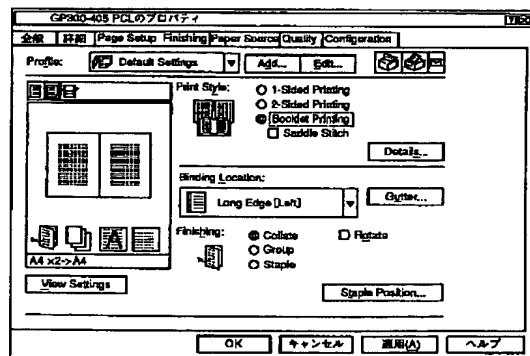 GP300-405 PCLのプロパティ
全般 詳細 Page Setup Finishing Paper Source Quality Configuration
Profile: Default Settings Add... Edit...
Print Style: 1-Sided Printing
2-Sided Printing
Booklet Printing
Saddle Stitch
Details...
Binding Location:
Long Edge [Left] Gutter...
Finishing: Collate Rotate
Group
Staple
A4 x2->A4
View Settings
Staple Position...
OK キャンセル 適用(A) ヘルプ